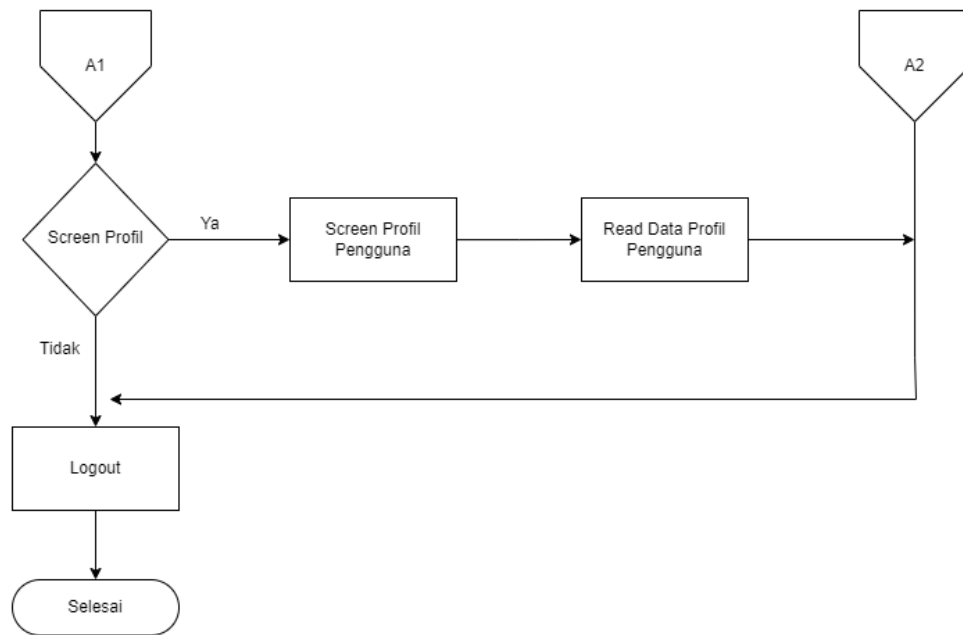 A1
A2
Screen Profil
Ya
Screen Profil
Pengguna
Read Data Profil
Pengguna
Tidak
Logout
Selesai